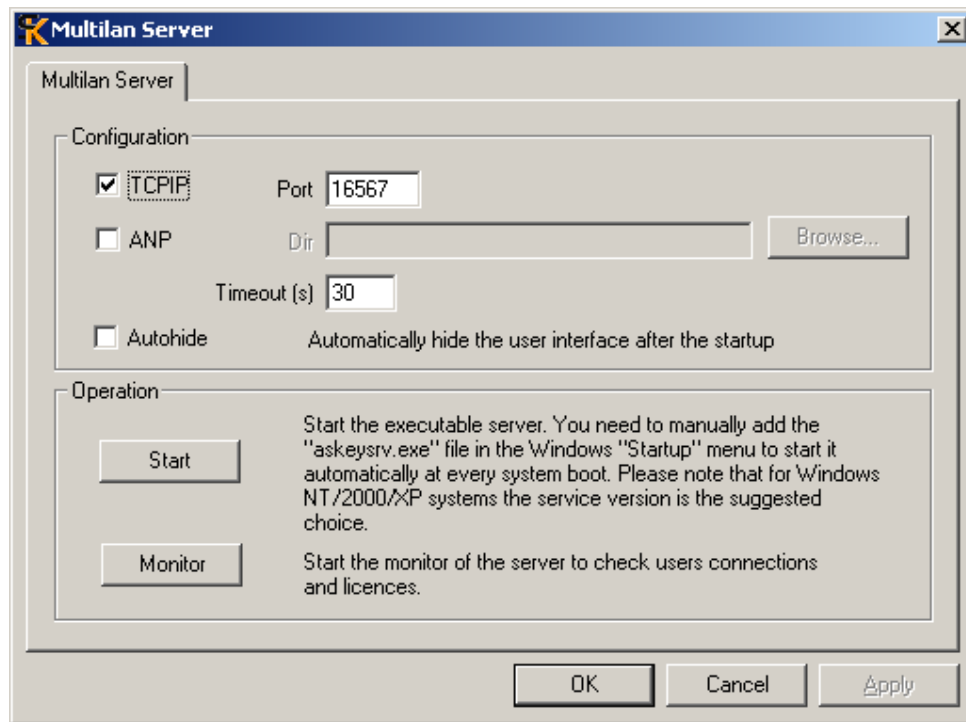 Multilan Server
Multilan Server
Configuration
TCPIP Port 16567
ANP Dir Browse...
Timeout (s) 30
Autohide Automatically hide the user interface after the startup
Operation
Start the executable server. You need to manually add the
Start "askeysrv.exe" file in the Windows "Startup" menu to start it
automatically at every system boot. Please note that for Windows
NT/2000/XP systems the service version is the suggested
choice.
Monitor Start the monitor of the server to check users connections
and licences.
OK Cancel Apply